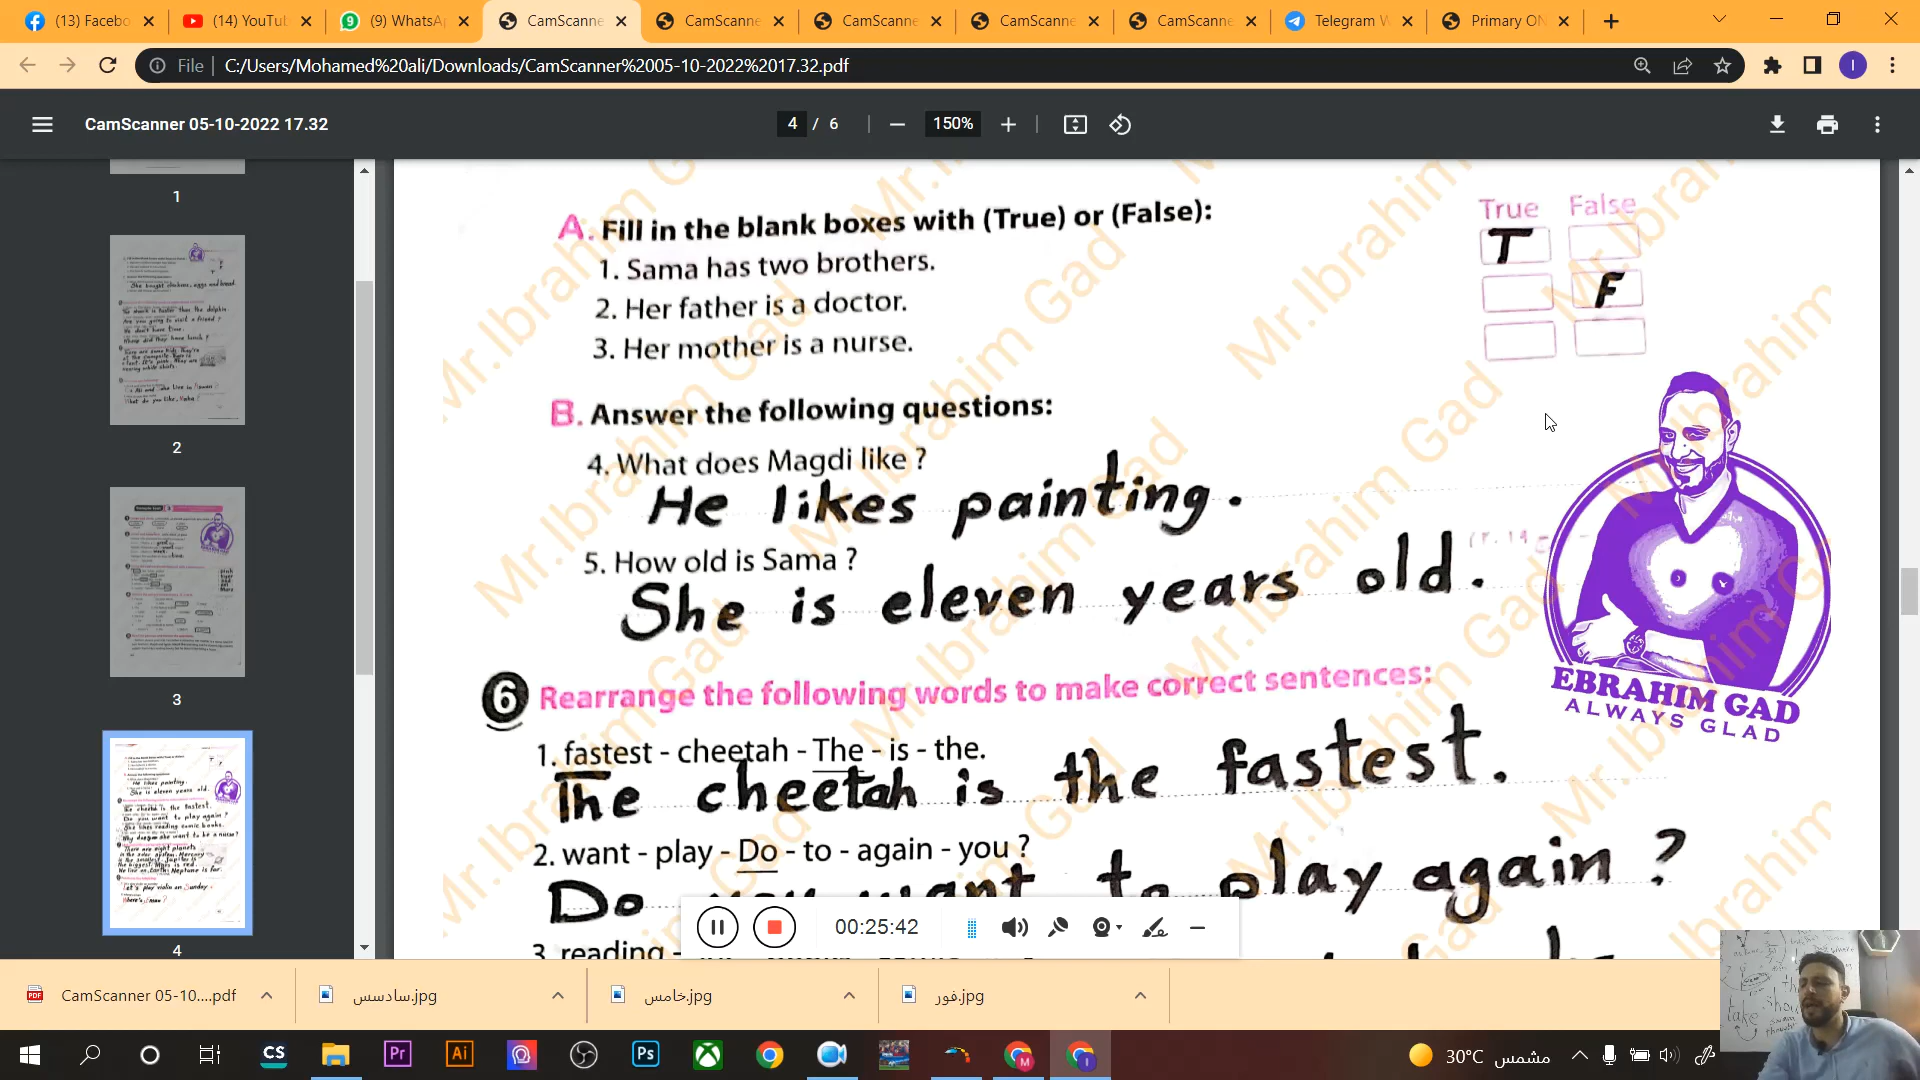 (13) Facebo
(14) YouTub
(9) WhatsA
CamScanne
CamScanne
CamScanne
CamScanne
CamScanne
Telegram W
Primary ON
File | C:/Users/Mohamed%20ali/Downloads/CamScanner%2005-10-2022%2017.32.pdf
I
CamScanner 05-10-2022 17.32
4 / 6
150%
1
2
3
4
A. Fill in the blank boxes with (True) or (False):
True False
1. Sama has two brothers.
T
2. Her father is a doctor.
F
3. Her mother is a nurse.
B. Answer the following questions:
4. What does Magdi like ?
He likes painting.
5. How old is Sama ?
She is eleven years old.
6 Rearrange the following words to make correct sentences:
1. fastest - cheetah - The - is - the.
The cheetah is the fastest.
2. want - play - Do - to - again - you ?
Do you want to play again ?
3. reading -
Mr.Ibrahim Gad
EBRAHIM GAD
ALWAYS GLAD
00:25:42
CamScanner 05-10....pdf
سادسس.jpg
خامس.jpg
فور.jpg
take
30°C مشمس